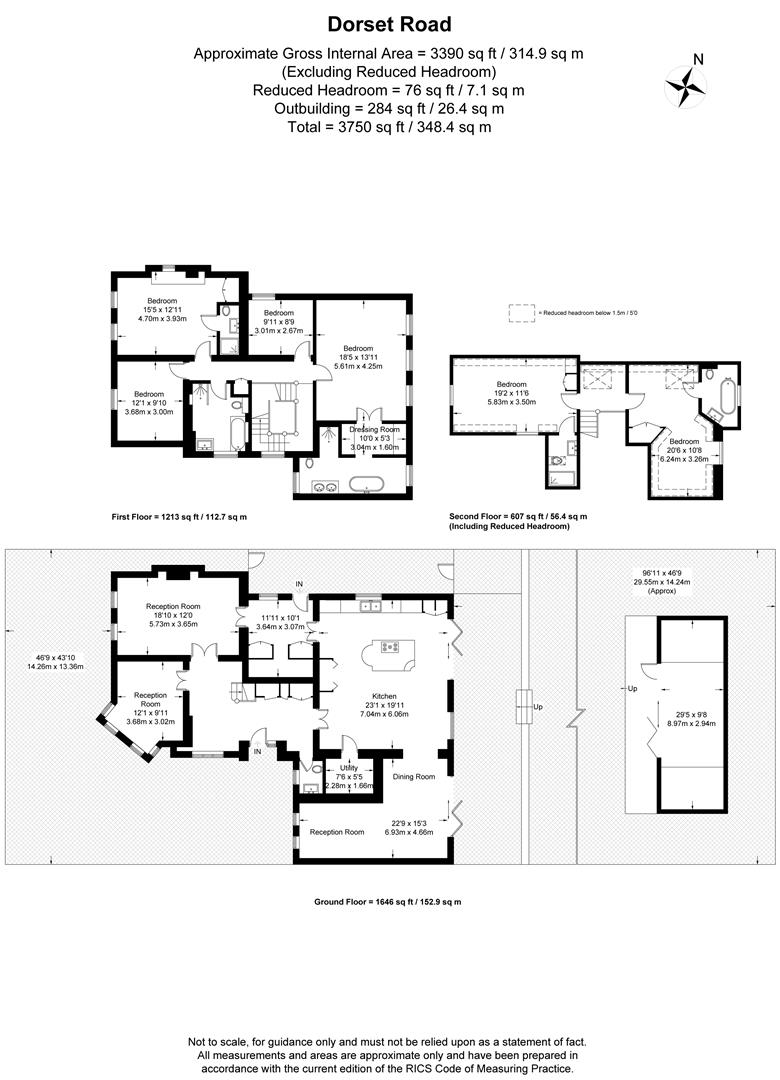 Dorset Road
Approximate Gross Internal Area = 3390 sq ft / 314.9 sq m
(Excluding Reduced Headroom)
Reduced Headroom = 76 sq ft / 7.1 sq m
Outbuilding = 284 sq ft / 26.4 sq m
Total = 3750 sq ft / 348.4 sq m
N
Bedroom
15'5 x 12'11
4.70m x 3.93m
Bedroom
9'11 x 8'9
3.01m x 2.67m
Bedroom
18'5 x 13'11
5.61m x 4.25m
Bedroom
12'1 x 9'10
3.68m x 3.00m
Dressing Room
10'0 x 5'3
3.04m x 1.60m
First Floor = 1213 sq ft / 112.7 sq m
= Reduced headroom below 1.5m / 5'0
Bedroom
19'2 x 11'6
5.83m x 3.50m
Bedroom
20'6 x 10'8
6.24m x 3.26m
Second Floor = 607 sq ft / 56.4 sq m
(Including Reduced Headroom)
46'9 x 43'10
14.26m x 13.36m
Reception Room
18'10 x 12'0
5.73m x 3.65m
IN
11'11 x 10'1
3.64m x 3.07m
Reception
Room
12'1 x 9'11
3.68m x 3.02m
IN
Kitchen
23'1 x 19'11
7.04m x 6.06m
Utility
7'6 x 5'5
2.28m x 1.66m
Dining Room
22'9 x 15'3
6.93m x 4.66m
Reception Room
Up
96'11 x 46'9
29.55m x 14.24m
(Approx)
Up
29'5 x 9'8
8.97m x 2.94m
Ground Floor = 1646 sq ft / 152.9 sq m
Not to scale, for guidance only and must not be relied upon as a statement of fact.
All measurements and areas are approximate only and have been prepared in
accordance with the current edition of the RICS Code of Measuring Practice.